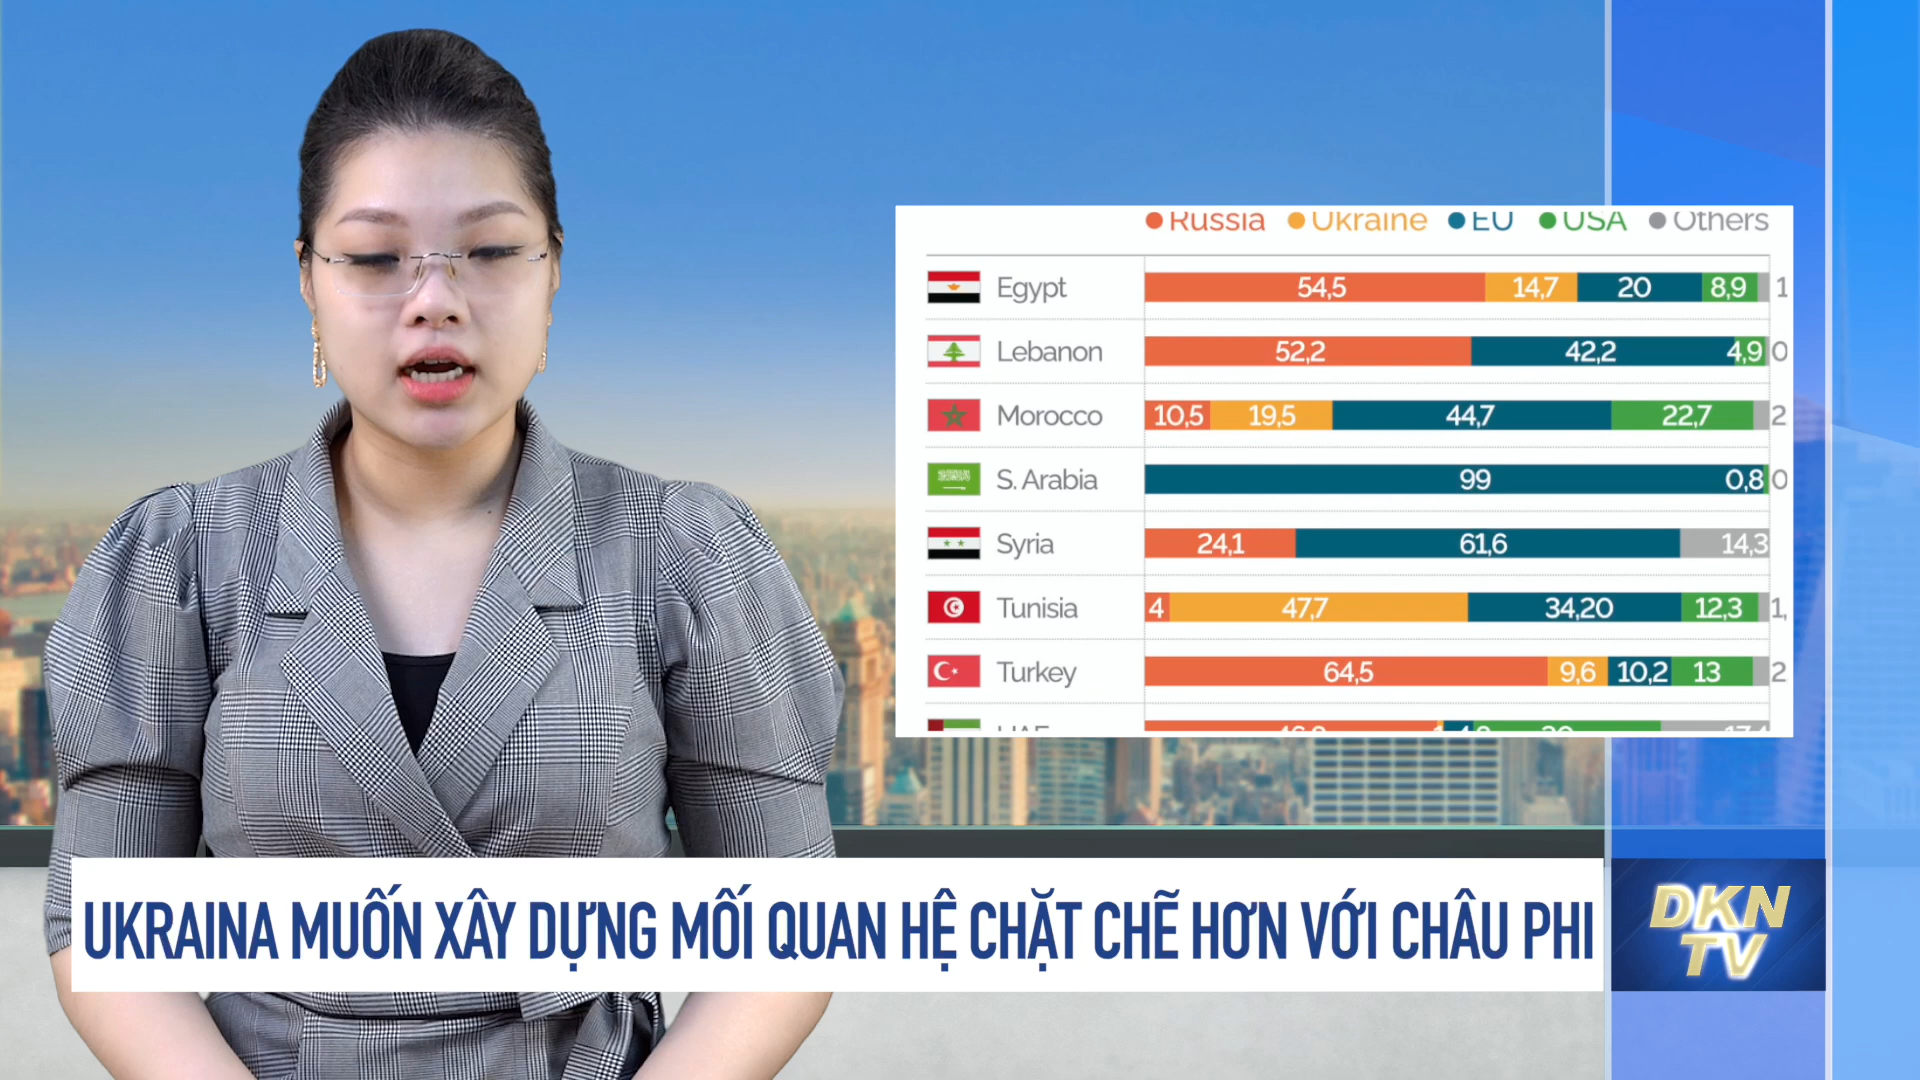 Russia Ukraine EU USA Others
Egypt 54,5 14,7 20 8,9 1
Lebanon 52,2 42,2 4,9 0
Morocco 10,5 19,5 44,7 22,7 2
S. Arabia 99 0,8 0
Syria 24,1 61,6 14,3
Tunisia 4 47,7 34,20 12,3 1,
Turkey 64,5 9,6 10,2 13 2
UAE
UKRAINA MUỐN XÂY DỰNG MỐI QUAN HỆ CHẶT CHẼ HƠN VỚI CHÂU PHI
DKN
TV